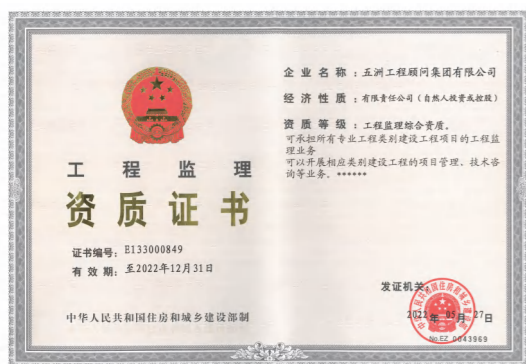 工程监理
资质证书
证书编号：E133000849
有效期：至2022年12月31日
中华人民共和国住房和城乡建设部制
企业名称：五洲工程顾问集团有限公司
经济性质：有限责任公司（自然人投资或控股）
资质等级：工程监理综合资质。
可承担所有专业工程类别建设工程项目的工程监
理业务
可以开展相应类别建设工程的项目管理、技术咨
询等业务。******
发证机关
2022年05月27日
No.EZ 0043969